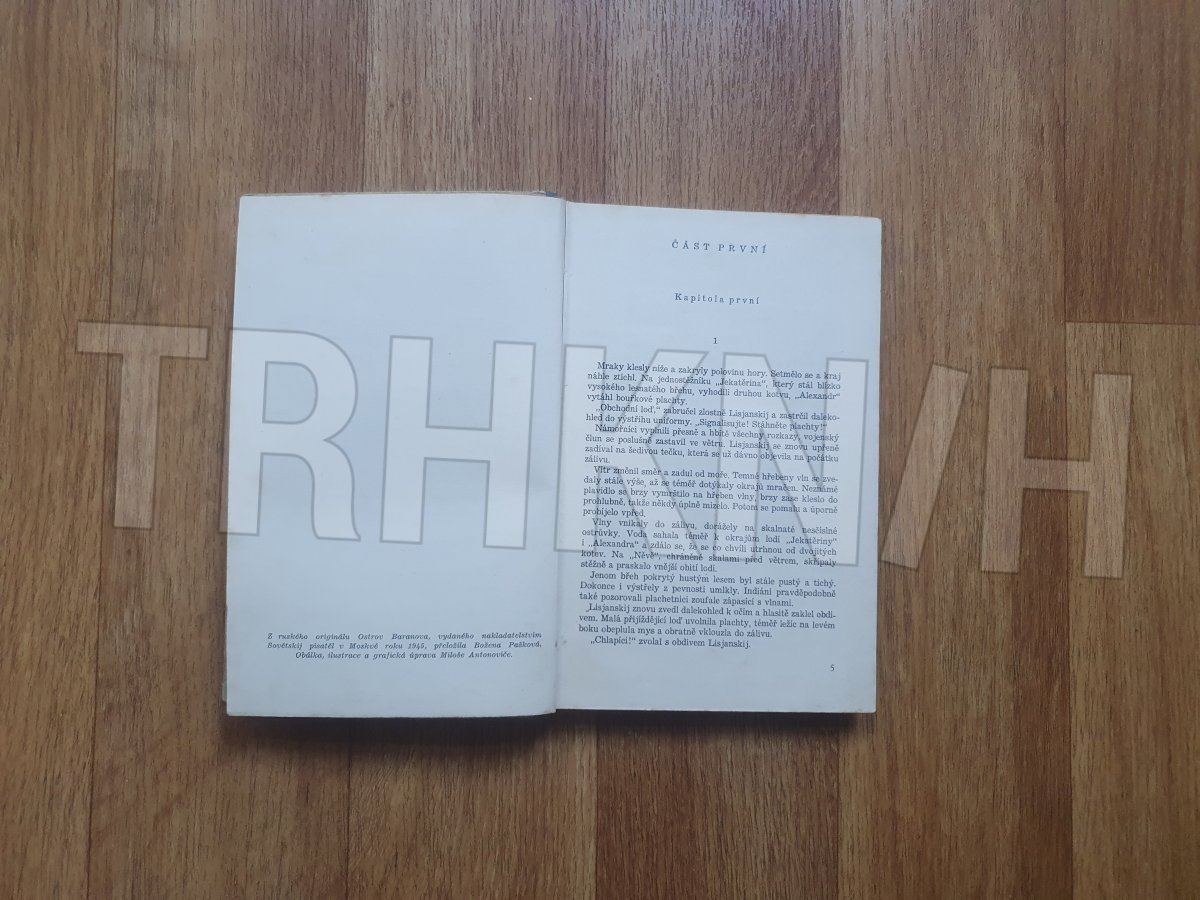 Z ruského originálu Ostrov Baranova, vydaného nakladatelstvím
Sovětskij pisatěl v Moskvě roku 1946, přeložila Božena Pašková.
Obálka, ilustrace a grafická úprava Miloše Antonoviče.
ČÁST PRVNÍ
Kapitola první
1
Mraky klesly níže a zakryly polovinu hory. Setmělo se a kraj
náhle ztichl. Na jednostěžníku „Jekatěrina“, který stál blízko
vysokého lesnatého břehu, vyhodili druhou kotvu, „Alexandr“
vytáhl bouřkové plachty.
„Obchodní loď,“ zabručel zlostně Lisjanskij a zastrčil daleko-
hled do výstřihu uniformy. „Signalisujte! Stáhněte plachty!“
Námořníci vyplnili přesně a hbitě všechny rozkazy, vojenský
člun se poslušně zastavil ve větru. Lisjanskij se znovu upřeně
zadíval na šedivou tečku, která se už dávno objevila na počátku
zálivu.
Vítr změnil směr a zadul od moře. Temné hřebeny vln se zve-
daly stále výše, až se téměř dotýkaly okrajů mračen. Neznámé
plavidlo se brzy vymrštilo na hřeben vlny, brzy zase kleslo do
prohlubně, takže někdy úplně mizelo. Potom se pomalu a úporně
probíjelo vpřed.
Vlny vnikaly do zálivu, dorážely na skalnaté nesčíslné
ostrůvky. Voda sahala téměř k okrajům lodí „Jekatěriny“
i „Alexandra“ a zdálo se, že se co chvíli utrhnou od dvojitých
kotev. Na „Něvě“, chráněné skalami před větrem, skřípaly
stěžně a praskalo vnější obití lodi.
Jenom břeh pokrytý hustým lesem byl stále pustý a tichý.
Dokonce i výstřely z pevnosti umlkly. Indiáni pravděpodobně
také pozorovali plachetnici zoufale zápasící s vlnami.
Lisjanskij znovu zvedl dalekohled k očím a hlasitě zaklel obdi-
vem. Malá přijíždějící loď uvolnila plachty, téměř ležíc na levém
boku obeplula mys a obratně vklouzla do zálivu.
„Chlapíci!“ zvolal s obdivem Lisjanskij.
5
TRHKNIH